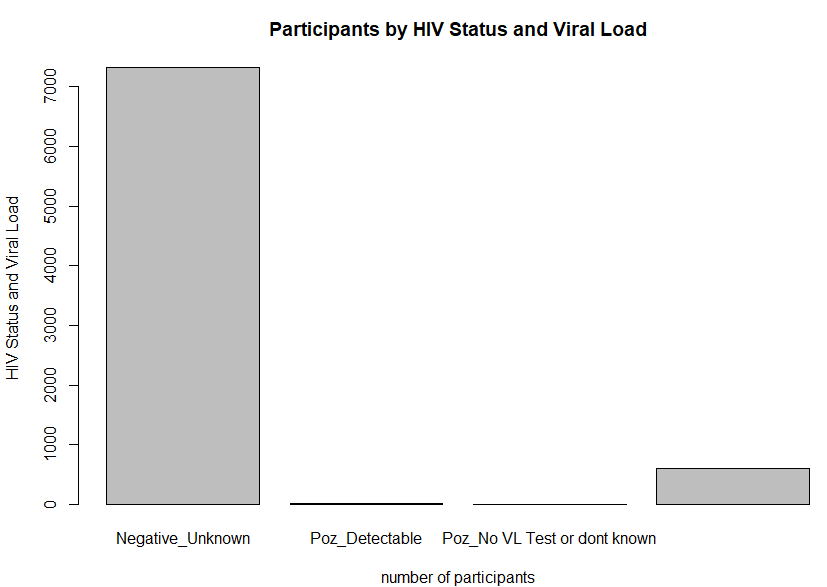 Participants by HIV Status and Viral Load
HIV Status and Viral Load
7000
6000
5000
4000
3000
2000
1000
0
Negative_Unknown
Poz_Detectable
Poz_No VL Test or dont known
number of participants